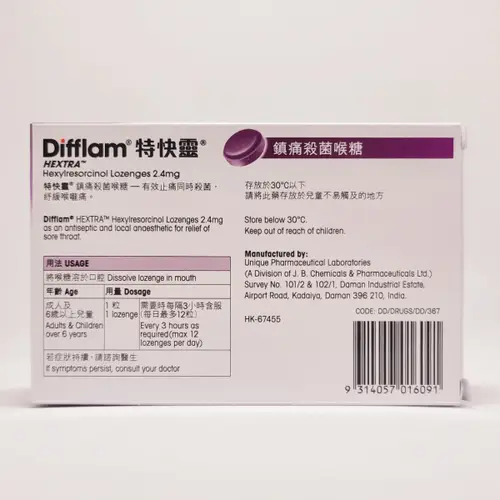 Difflam® 特快靈®
HEXTRA™
Hexylresorcinol Lozenges 2.4mg
特快靈® 鎮痛殺菌喉糖 — 有效止痛同時殺菌，
舒緩喉嚨痛。
Difflam® HEXTRA™ Hexylresorcinol Lozenges 2.4mg
as an antiseptic and local anaesthetic for relief of
sore throat.
用法 USAGE
將喉糖溶於口腔 Dissolve lozenge in mouth
年齡 Age 用量 Dosage
成人及
6歲以上兒童
Adults & Children
over 6 years
1 粒
1 lozenge
需要時每隔3小時含服
(每日最多12粒)
Every 3 hours as
required(max 12
lozenges per day)
若症狀持續，請諮詢醫生
If symptoms persist, consult your doctor
鎮痛殺菌喉糖
存放於30°C以下
請將此藥存放於兒童不易觸及的地方
Store below 30°C.
Keep out of reach of children.
Manufactured by:
Unique Pharmaceutical Laboratories
(A Division of J. B. Chemicals & Pharmaceuticals Ltd.)
Survey No. 101/2 & 102/1, Daman Industrial Estate,
Airport Road, Kadaiya, Daman 396 210, India.
CODE: DD/DRUGS/DD/367
HK-67455
9 314057 016091